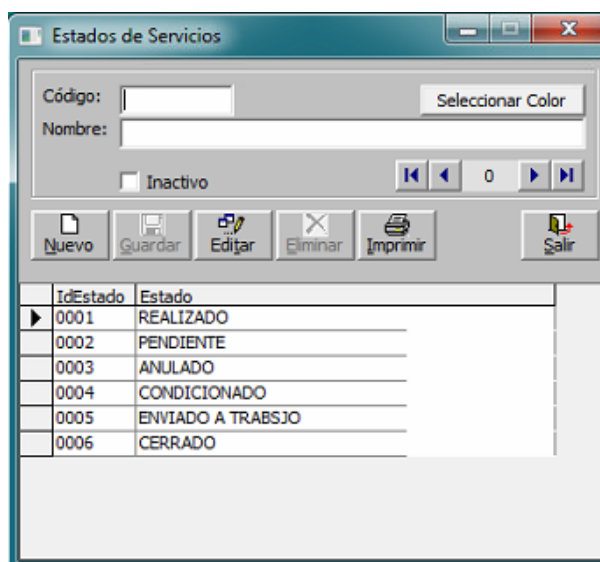 Estados de Servicios
Código:
Seleccionar Color
Nombre:
Inactivo
0
Nuevo Guardar Editar Eliminar Imprimir Salir
IdEstado Estado
0001 REALIZADO
0002 PENDIENTE
0003 ANULADO
0004 CONDICIONADO
0005 ENVIADO A TRABSJO
0006 CERRADO